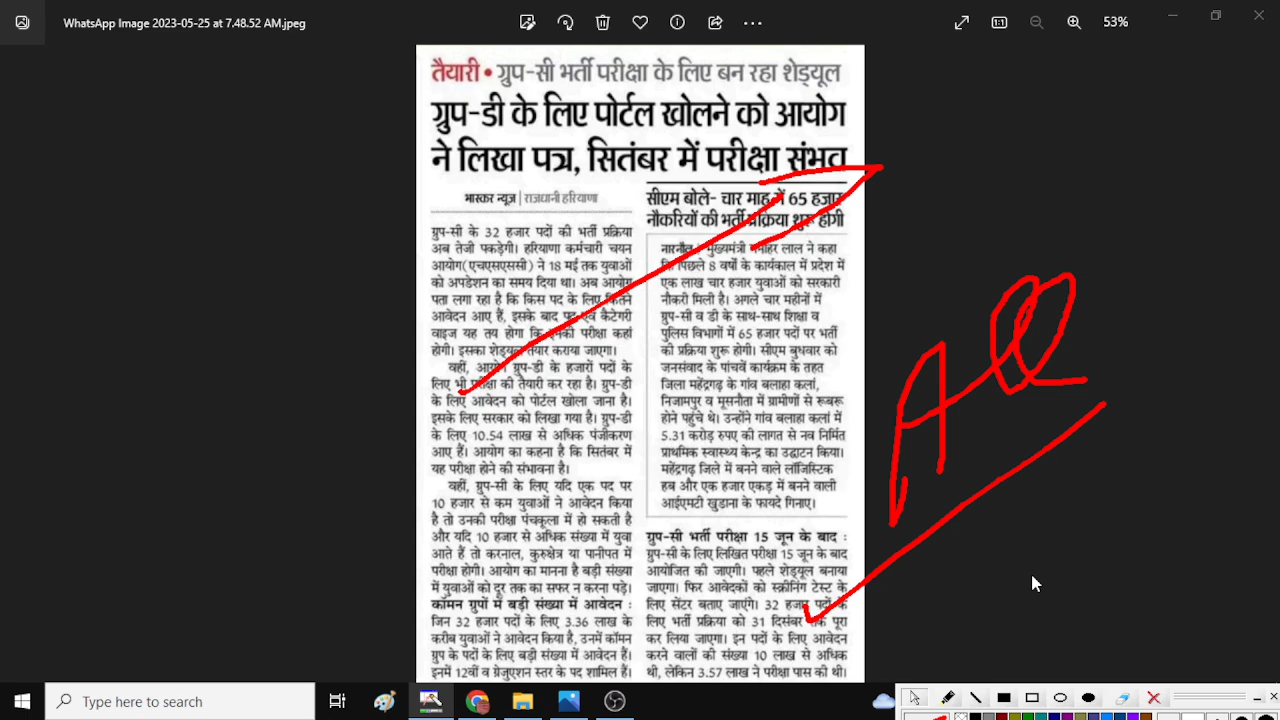 WhatsApp Image 2023-05-25 at 7.48.52 AM.jpeg
53%
तैयारी • ग्रुप-सी भर्ती परीक्षा के लिए बन रहा शेड्यूल
ग्रुप-डी के लिए पोर्टल खोलने को आयोग
ने लिखा पत्र, सितंबर में परीक्षा संभव
भास्कर न्यूज | राजधानी हरियाणा
ग्रुप-सी के 32 हजार पदों की भर्ती प्रक्रिया
अब तेजी पकड़ेगी। हरियाणा कर्मचारी चयन
आयोग(एचएसएससी) ने 18 मई तक युवाओं
को अपडेशन का समय दिया था। अब आयोग
पता लगा रहा है कि किस पद के लिए कितने
आवेदन आए हैं, इसके बाद पद एवं कैटेगरी
वाइज यह तय होगा कि इनकी परीक्षा कहां
होगी। इसका शेड्यूल तैयार कराया जाएगा।
वहीं, आयोग ग्रुप-डी के हजारों पदों के
लिए भी परीक्षा की तैयारी कर रहा है। ग्रुप-डी
के लिए आवेदन को पोर्टल खोला जाना है।
इसके लिए सरकार को लिखा गया है। ग्रुप-डी
के लिए 10.54 लाख से अधिक पंजीकरण
आए हैं। आयोग का कहना है कि सितंबर में
यह परीक्षा होने की संभावना है।
वहीं, ग्रुप-सी के लिए यदि एक पद पर
10 हजार से कम युवाओं ने आवेदन किया
है तो उनकी परीक्षा पंचकूला में हो सकती है
और यदि 10 हजार से अधिक संख्या में युवा
आते हैं तो करनाल, कुरुक्षेत्र या पानीपत में
परीक्षा होगी। आयोग का मानना है बड़ी संख्या
में युवाओं को दूर तक का सफर न करना पड़े।
कॉमन ग्रुपों में बड़ी संख्या में आवेदन :
जिन 32 हजार पदों के लिए 3.36 लाख के
करीब युवाओं ने आवेदन किया है, उनमें कॉमन
ग्रुप के पदों के लिए बड़ी संख्या में आवेदन हैं।
इनमें 12वीं व ग्रेजुएशन स्तर के पद शामिल हैं।
सीएम बोले- चार माह में 65 हजार
नौकरियों की भर्ती प्रक्रिया शुरू होगी
नारनौल | मुख्यमंत्री मनोहर लाल ने कहा
कि पिछले 8 वर्षों के कार्यकाल में प्रदेश में
एक लाख चार हजार युवाओं को सरकारी
नौकरी मिली है। अगले चार महीनों में
ग्रुप-सी व डी के साथ-साथ शिक्षा व
पुलिस विभागों में 65 हजार पदों पर भर्ती
की प्रक्रिया शुरू होगी। सीएम बुधवार को
जनसंवाद के पांचवें कार्यक्रम के तहत
जिला महेंद्रगढ़ के गांव बलाहा कलां,
निजामपुर व मूसनौता में ग्रामीणों से रूबरू
होने पहुंचे थे। उन्होंने गांव बलाहा कलां में
5.31 करोड़ रुपए की लागत से नव निर्मित
प्राथमिक स्वास्थ्य केन्द्र का उद्घाटन किया।
महेंद्रगढ़ जिले में बनने वाले लॉजिस्टिक
हब और एक हजार एकड़ में बनने वाली
आईएमटी खुडाना के फायदे गिनाए।
ग्रुप-सी भर्ती परीक्षा 15 जून के बाद :
ग्रुप-सी के लिए लिखित परीक्षा 15 जून के बाद
आयोजित की जाएगी। पहले शेड्यूल बनाया
जाएगा। फिर आवेदकों को स्क्रीनिंग टेस्ट के
लिए सेंटर बताए जाएंगे। 32 हजार पदों के
लिए भर्ती प्रक्रिया को 31 दिसंबर तक पूरा
कर लिया जाएगा। इन पदों के लिए आवेदन
करने वालों की संख्या 10 लाख से अधिक
थी, लेकिन 3.57 लाख ने परीक्षा पास की थी।
All
Type here to search